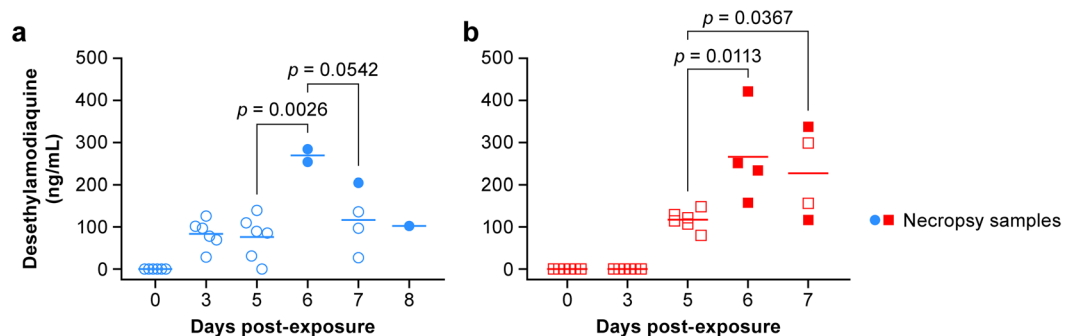 a
Desethylamodiaquine
(ng/mL)
500
400
300
200
100
0
p = 0.0542
p = 0.0026
0 3 5 6 7 8
Days post-exposure
b
500
400
300
200
100
0
p = 0.0367
p = 0.0113
0 3 5 6 7
Days post-exposure
Necropsy samples